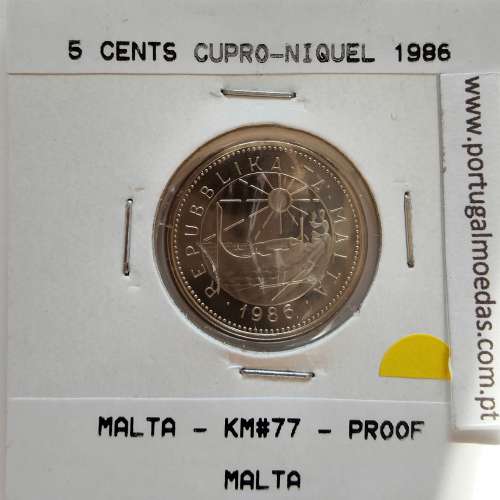 5 CENTS CUPRO-NIQUEL 1986
www.portugalmoedas.com.pt
REPUBBLIKA TA' MALTA
· 1986 ·
MALTA - KM#77 - PROOF
MALTA